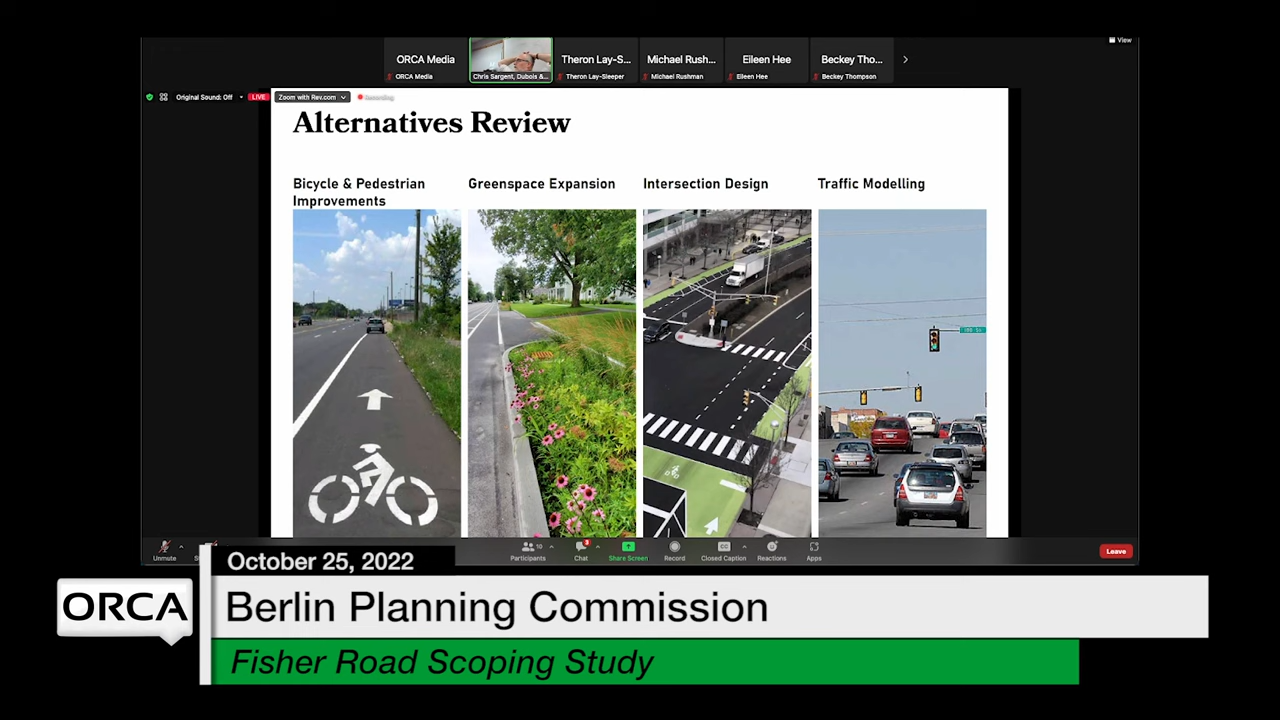 View
ORCA Media
Theron Lay-S...
Michael Rush...
Eileen Hee
Beckey Tho...
ORCA Media
Chris Sargent, Dubois &...
Theron Lay-Sleeper
Michael Rushman
Eileen Hee
Beckey Thompson
Original Sound: Off
LIVE
Zoom with Rev.com
Recording
Alternatives Review
Bicycle & Pedestrian
Improvements
Greenspace Expansion
Intersection Design
Traffic Modelling
Unmute
Participants
10
Chat
Share Screen
Record
CC
Closed Caption
Reactions
Apps
Leave
October 25, 2022
ORCA
Berlin Planning Commission
Fisher Road Scoping Study